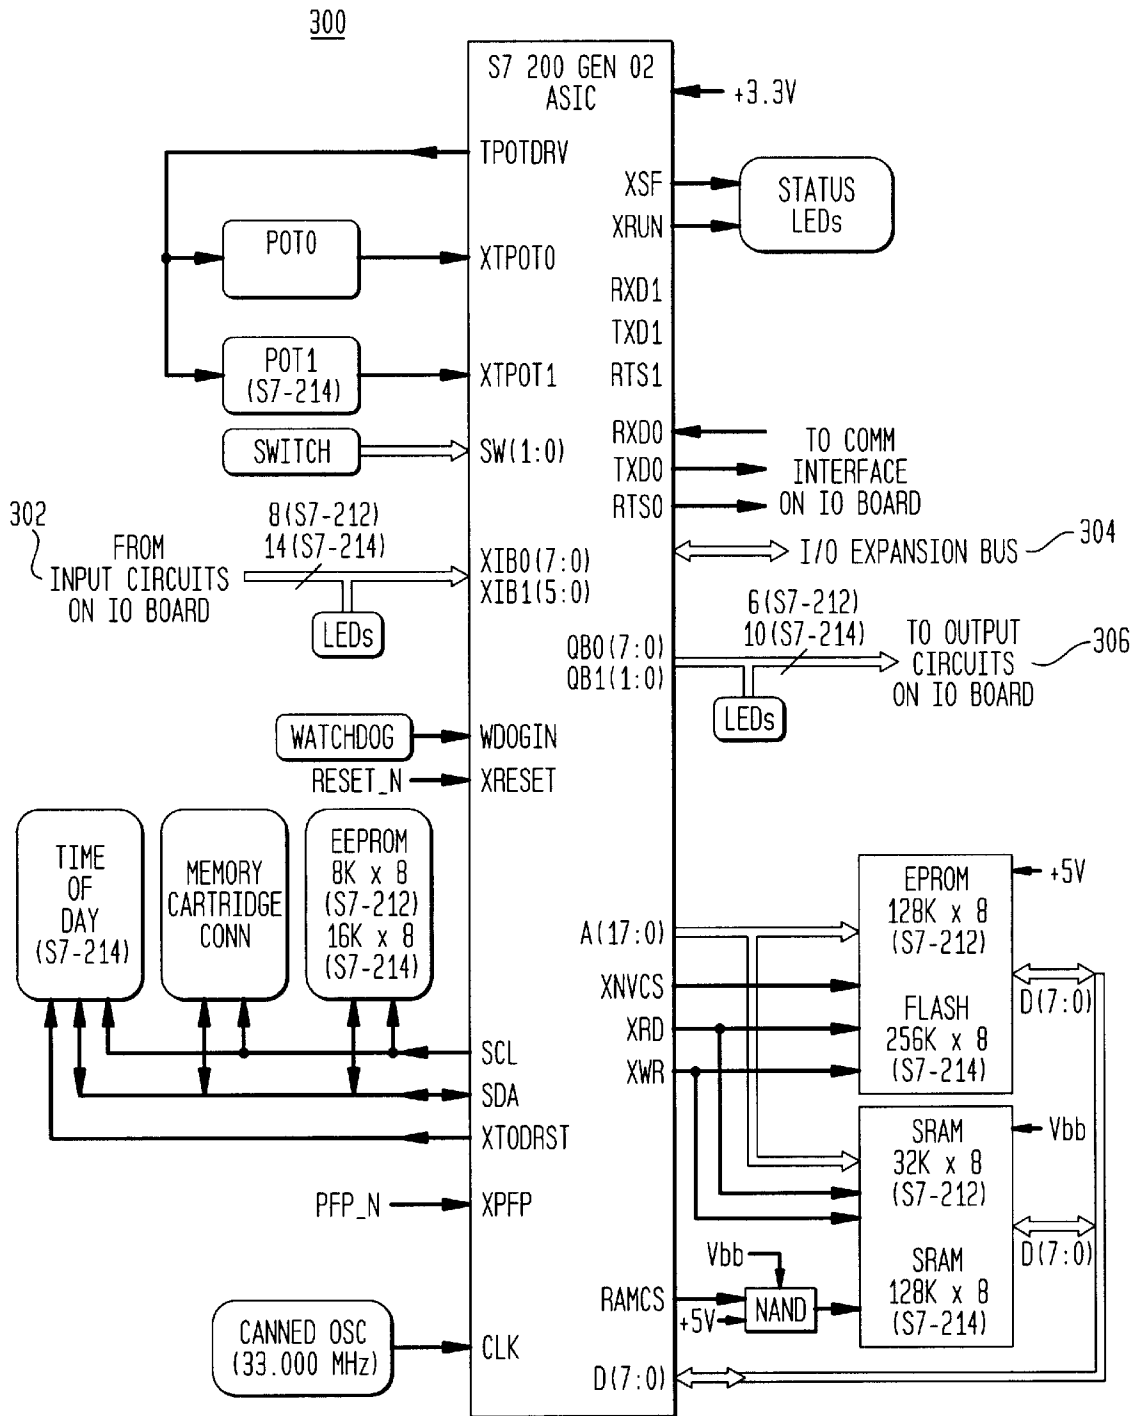 300
S7 200 GEN 02
ASIC
+3.3V
TPOTDRV
XSF
XRUN
STATUS
LEDs
POT0
XTPOT0
RXD1
TXD1
RTS1
POT1
(S7-214)
XTPOT1
SWITCH
SW(1:0)
RXD0
TXD0
RTS0
TO COMM
INTERFACE
ON IO BOARD
302
FROM
INPUT CIRCUITS
ON IO BOARD
8(S7-212)
14(S7-214)
XIB0(7:0)
XIB1(5:0)
LEDs
I/O EXPANSION BUS
304
6(S7-212)
10(S7-214)
QB0(7:0)
QB1(1:0)
LEDs
TO OUTPUT
CIRCUITS
ON IO BOARD
306
WATCHDOG
WDOGIN
RESET_N
XRESET
TIME
OF
DAY
(S7-214)
MEMORY
CARTRIDGE
CONN
EEPROM
8K x 8
(S7-212)
16K x 8
(S7-214)
SCL
SDA
XTODRST
PFP_N
XPFP
CANNED OSC
(33.000 MHz)
CLK
A(17:0)
XNVCS
XRD
XWR
EPROM
128K x 8
(S7-212)
FLASH
256K x 8
(S7-214)
+5V
D(7:0)
SRAM
32K x 8
(S7-212)
SRAM
128K x 8
(S7-214)
Vbb
D(7:0)
Vbb
RAMCS
+5V
NAND
D(7:0)